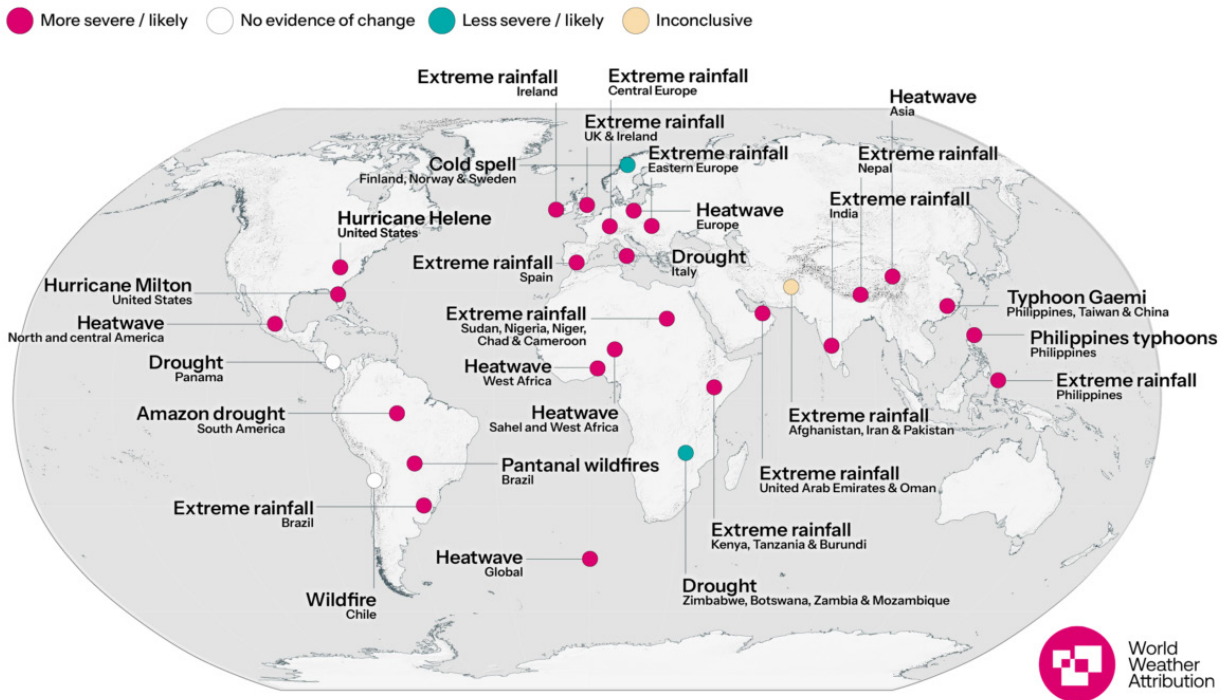 More severe / likely
No evidence of change
Less severe / likely
Inconclusive
Extreme rainfall
Ireland
Extreme rainfall
Central Europe
Heatwave
Asia
Extreme rainfall
UK & Ireland
Cold spell
Finland, Norway & Sweden
Extreme rainfall
Eastern Europe
Extreme rainfall
Nepal
Hurricane Helene
United States
Heatwave
Europe
Extreme rainfall
India
Extreme rainfall
Spain
Drought
Italy
Hurricane Milton
United States
Heatwave
North and central America
Extreme rainfall
Sudan, Nigeria, Niger,
Chad & Cameroon
Typhoon Gaemi
Philippines, Taiwan & China
Philippines typhoons
Philippines
Drought
Panama
Heatwave
West Africa
Extreme rainfall
Philippines
Amazon drought
South America
Heatwave
Sahel and West Africa
Extreme rainfall
Afghanistan, Iran & Pakistan
Pantanal wildfires
Brazil
Extreme rainfall
United Arab Emirates & Oman
Extreme rainfall
Brazil
Extreme rainfall
Kenya, Tanzania & Burundi
Heatwave
Global
Drought
Zimbabwe, Botswana, Zambia & Mozambique
Wildfire
Chile
World
Weather
Attribution